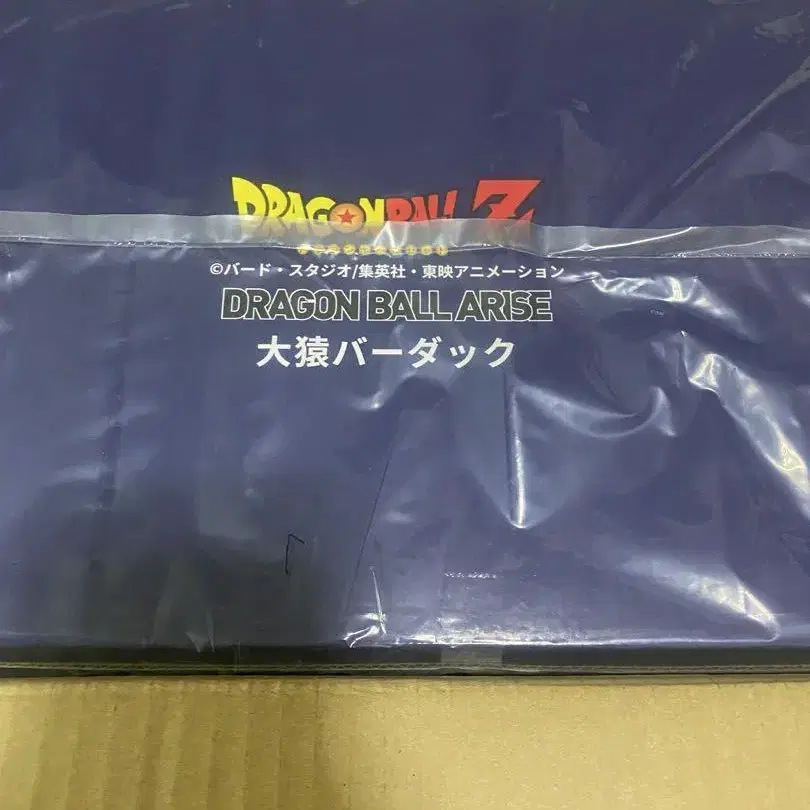 DRAGON BALL Z
©バード・スタジオ/集英社・東映アニメーション
DRAGON BALL ARISE
大猿バーダック